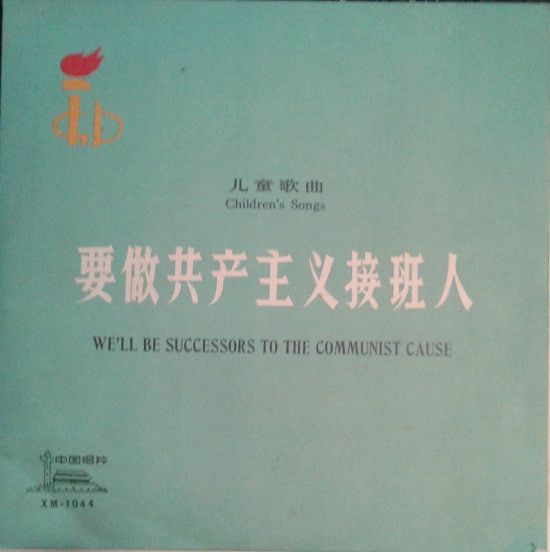 儿童歌曲
Children's Songs
要做共产主义接班人
WE'LL BE SUCCESSORS TO THE COMMUNIST CAUSE
中国唱片
XM-1044